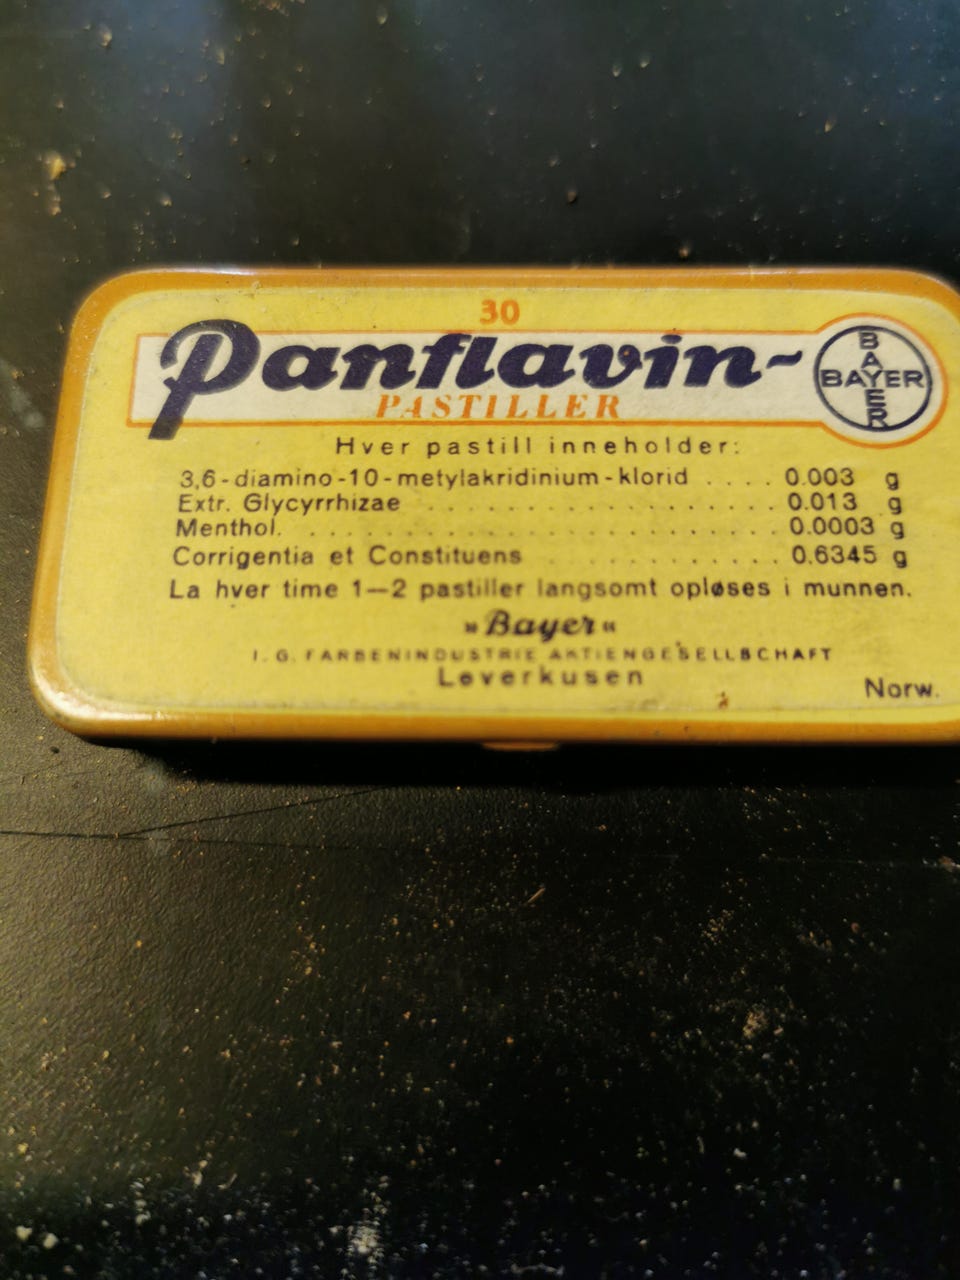 30
Panflavin-
PASTILLER
BAYER
BAYER
Hver pastill inneholder:
3,6-diamino-10-metylakridinium-klorid .... 0.003 g
Extr. Glycyrrhizae .................. 0.013 g
Menthol. ........................ 0.0003 g
Corrigentia et Constituens ............ 0.6345 g
La hver time 1—2 pastiller langsomt opløses i munnen.
»Bayer«
I. G. FARBENINDUSTRIE AKTIENGESELLSCHAFT
Leverkusen
Norw.